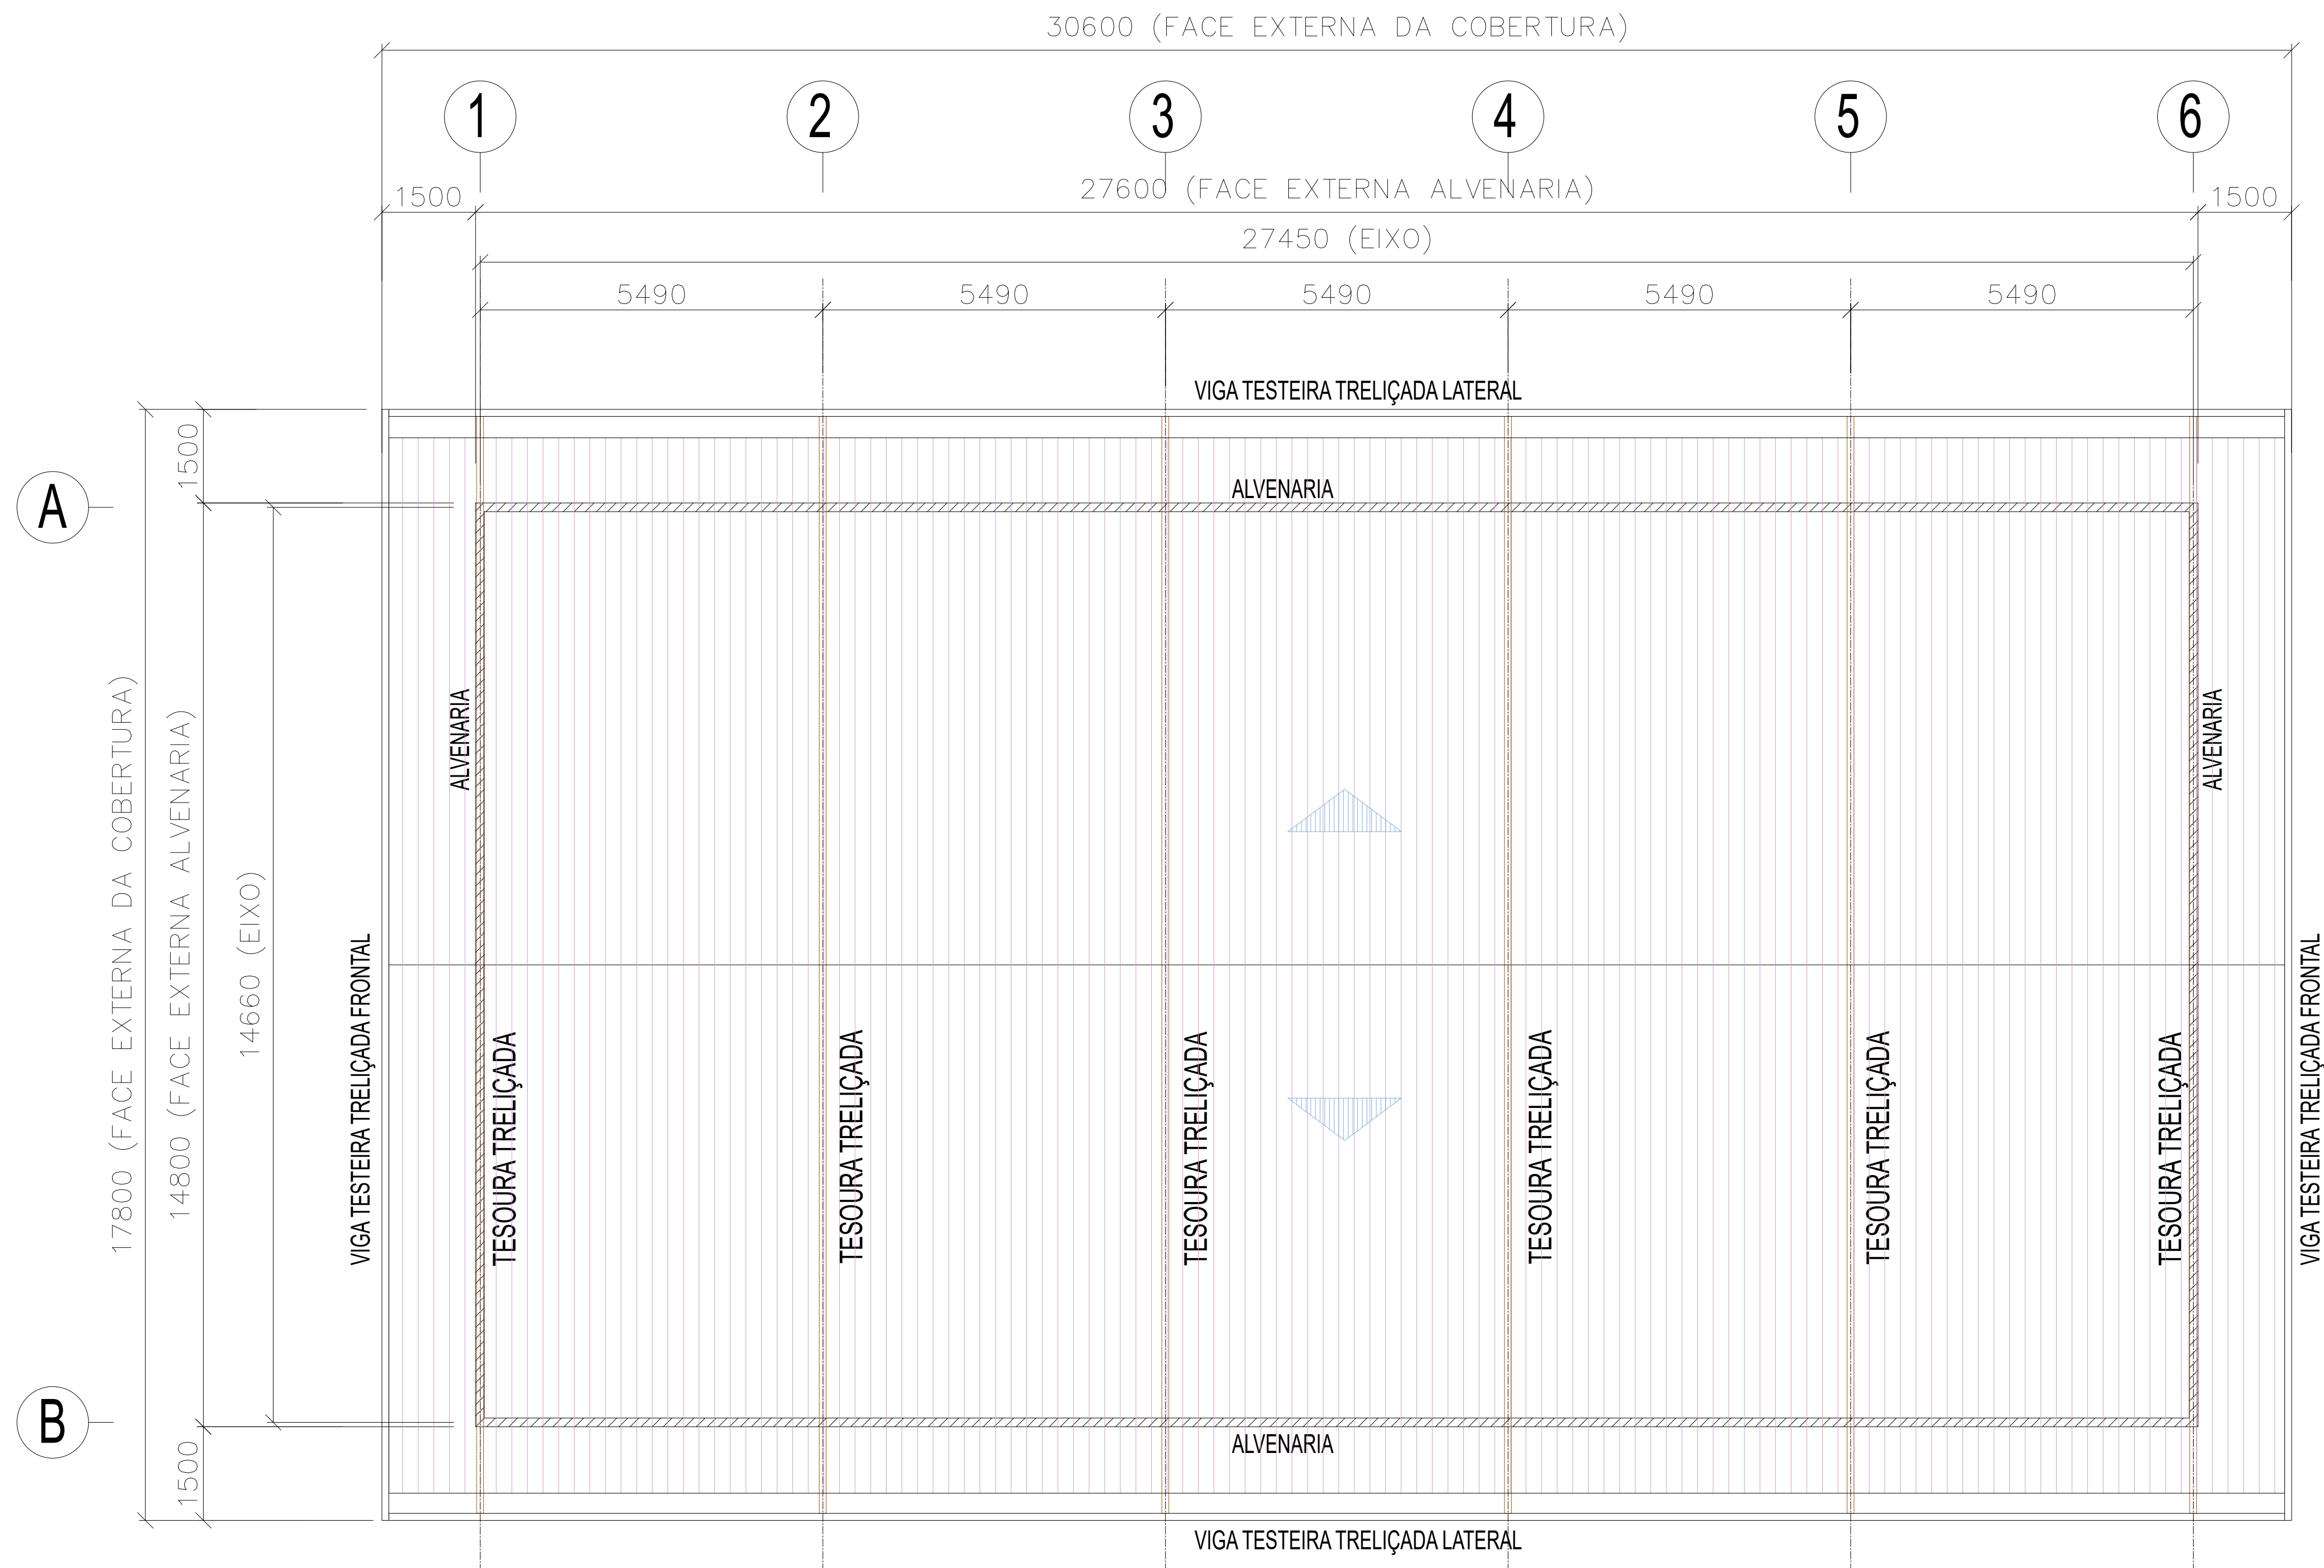 30600 (FACE EXTERNA DA COBERTURA)
1
2
3
4
5
6
1500
27600 (FACE EXTERNA ALVENARIA)
1500
27450 (EIXO)
5490
5490
5490
5490
5490
VIGA TESTEIRA TRELIÇADA LATERAL
A
1500
ALVENARIA
ALVENARIA
ALVENARIA
17800 (FACE EXTERNA DA COBERTURA)
14800 (FACE EXTERNA ALVENARIA)
14660 (EIXO)
VIGA TESTEIRA TRELIÇADA FRONTAL
TESOURA TRELIÇADA
TESOURA TRELIÇADA
TESOURA TRELIÇADA
TESOURA TRELIÇADA
TESOURA TRELIÇADA
TESOURA TRELIÇADA
VIGA TESTEIRA TRELIÇADA FRONTAL
B
1500
ALVENARIA
VIGA TESTEIRA TRELIÇADA LATERAL